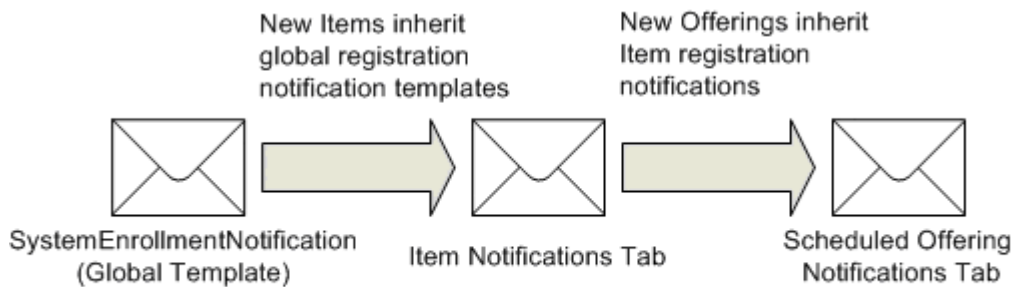 New Items inherit
global registration
notification templates
New Offerings inherit
Item registration
notifications
SystemEnrollmentNotification
(Global Template)
Item Notifications Tab
Scheduled Offering
Notifications Tab